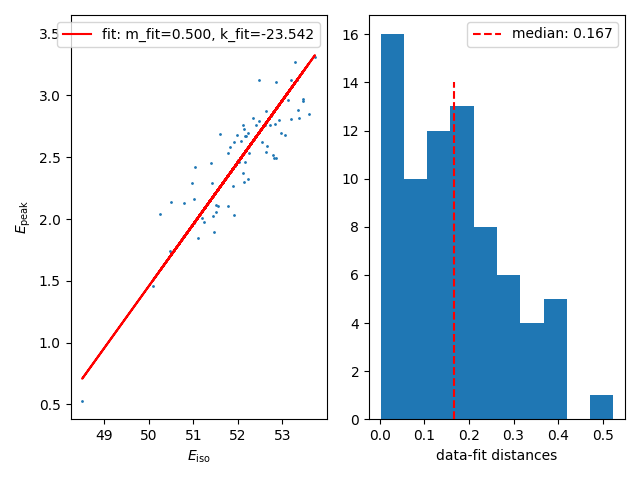 fit: m_fit=0.500, k_fit=-23.542
3.5
3.0
2.5
2.0
1.5
1.0
0.5
E_peak
49 50 51 52 53
E_iso
median: 0.167
16
14
12
10
8
6
4
2
0
0.0 0.1 0.2 0.3 0.4 0.5
data-fit distances